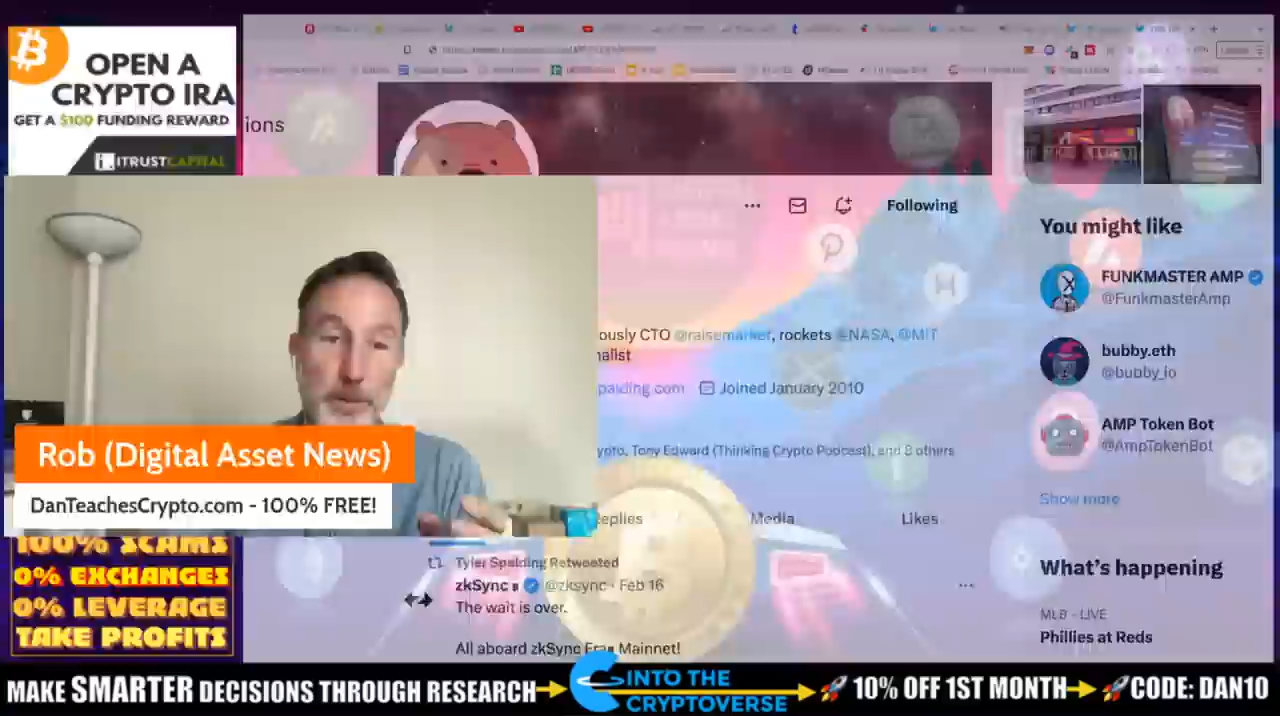 OPEN A
CRYPTO IRA
GET A $100 FUNDING REWARD
ITRUSTCAPITAL
ions
Following
You might like
FUNKMASTER AMP
@FunkmasterAmp
bubby.eth
@bubby_io
AMP Token Bot
@AmpTokenBot
Show more
ously CTO @raisemarket, rockets @NASA, @MIT
nalist
palding.com Joined January 2010
ypto, Tony Edward (Thinking Crypto Podcast), and 8 others
Rob (Digital Asset News)
DanTeachesCrypto.com - 100% FREE!
eplies Media Likes
100% SCAMS
0% EXCHANGES
0% LEVERAGE
TAKE PROFITS
Tyler Spalding Retweeted
zkSync @zksync · Feb 16
The wait is over.
All aboard zkSync Era Mainnet!
What's happening
MLB · LIVE
Phillies at Reds
MAKE SMARTER DECISIONS THROUGH RESEARCH
INTO THE
CRYPTOVERSE
10% OFF 1ST MONTH
CODE: DAN10